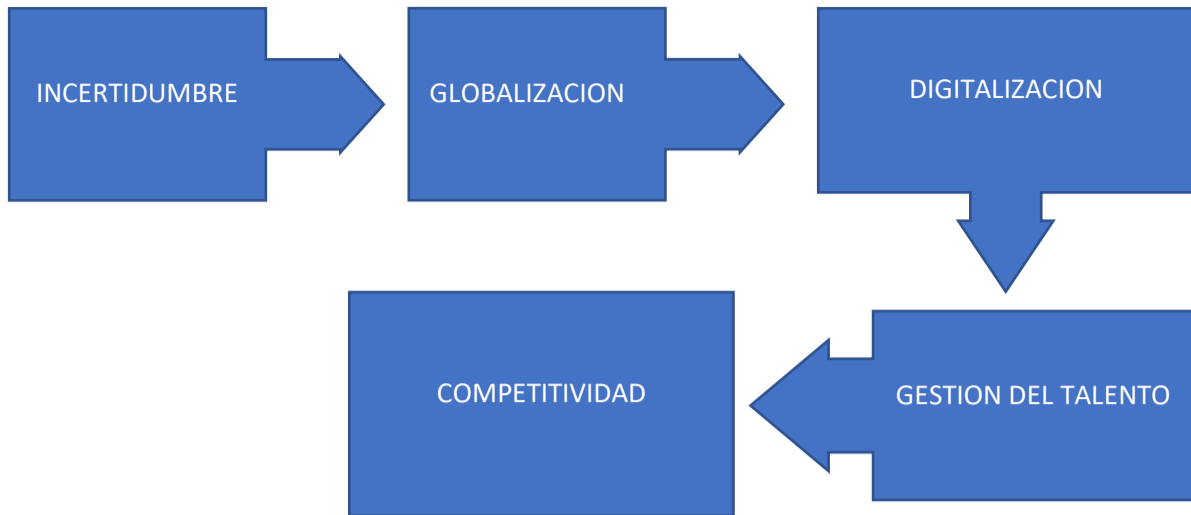 INCERTIDUMBRE
GLOBALIZACION
DIGITALIZACION
GESTION DEL TALENTO
COMPETITIVIDAD